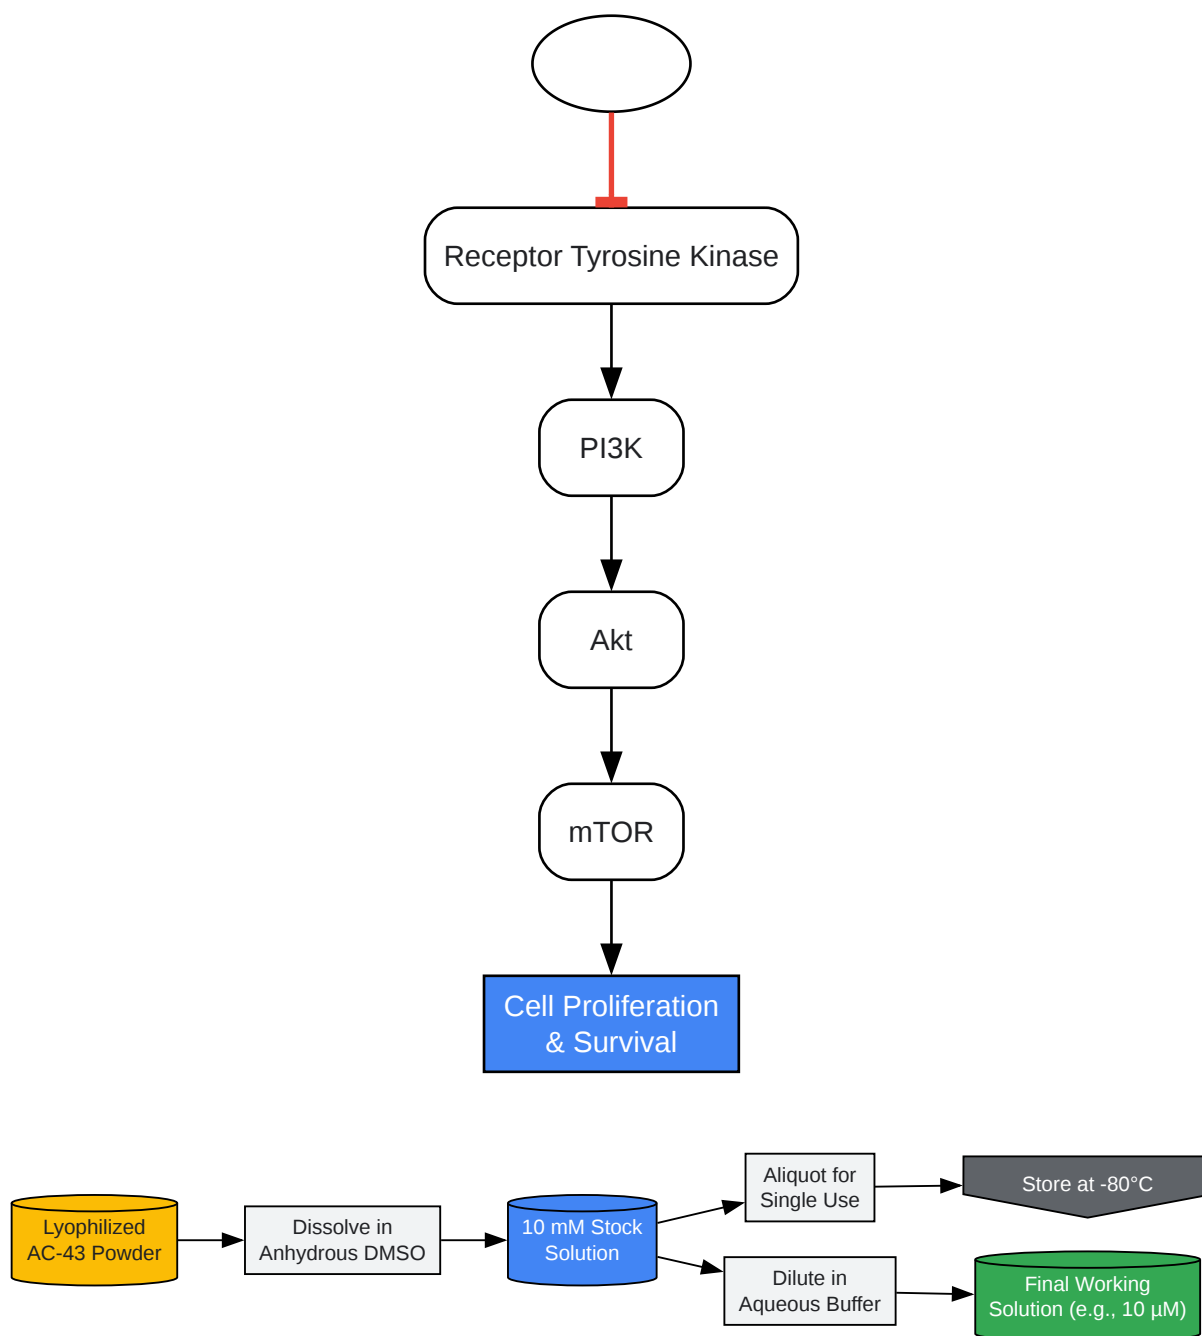 Receptor Tyrosine Kinase
PI3K
Akt
mTOR
Cell Proliferation
& Survival
Lyophilized
AC-43 Powder
Dissolve in
Anhydrous DMSO
10 mM Stock
Solution
Aliquot for
Single Use
Store at -80°C
Dilute in
Aqueous Buffer
Final Working
Solution (e.g., 10 µM)